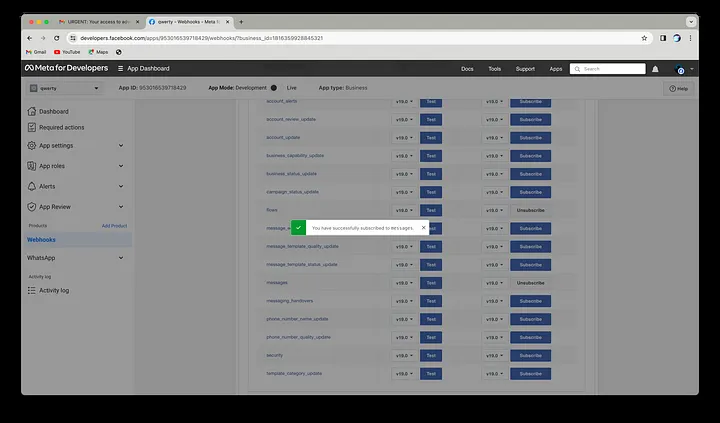 URGENT: Your access to ad
qwerty - Webhooks - Meta f
developers.facebook.com/apps/953016539718429/webhooks/?business_id=1816359928845321
Gmail YouTube Maps
Meta for Developers App Dashboard Docs Tools Support Apps Search
qwerty App ID: 953016539718429 App Mode: Development Live App type: Business Help
Dashboard
Required actions
App settings
App roles
Alerts
App Review
Products Add Product
Webhooks
WhatsApp
Activity log
Activity log
account_alerts v19.0 Test v19.0 Subscribe
account_review_update v19.0 Test v19.0 Subscribe
account_update v19.0 Test v19.0 Subscribe
business_capability_update v19.0 Test v19.0 Subscribe
business_status_update v19.0 Test v19.0 Subscribe
campaign_status_update v19.0 Test v19.0 Subscribe
flows v19.0 Test v19.0 Unsubscribe
You have successfully subscribed to messages
Test v19.0 Subscribe
message_template_quality_update v19.0 Test v19.0 Subscribe
message_template_status_update v19.0 Test v19.0 Subscribe
messages v19.0 Test v19.0 Unsubscribe
messaging_handovers v19.0 Test v19.0 Subscribe
phone_number_name_update v19.0 Test v19.0 Subscribe
phone_number_quality_update v19.0 Test v19.0 Subscribe
security v19.0 Test v19.0 Subscribe
template_category_update v19.0 Test v19.0 Subscribe